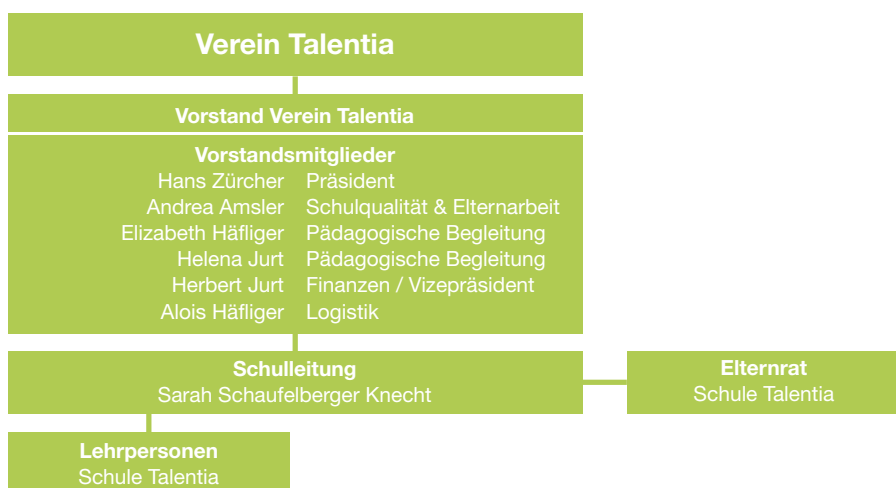 Verein Talentia
Vorstand Verein Talentia
Vorstandsmitglieder
Hans Zürcher Präsident
Andrea Amsler Schulqualität & Elternarbeit
Elizabeth Häfliger Pädagogische Begleitung
Helena Jurt Pädagogische Begleitung
Herbert Jurt Finanzen / Vizepräsident
Alois Häfliger Logistik
Schulleitung
Sarah Schaufelberger Knecht
Elternrat
Schule Talentia
Lehrpersonen
Schule Talentia